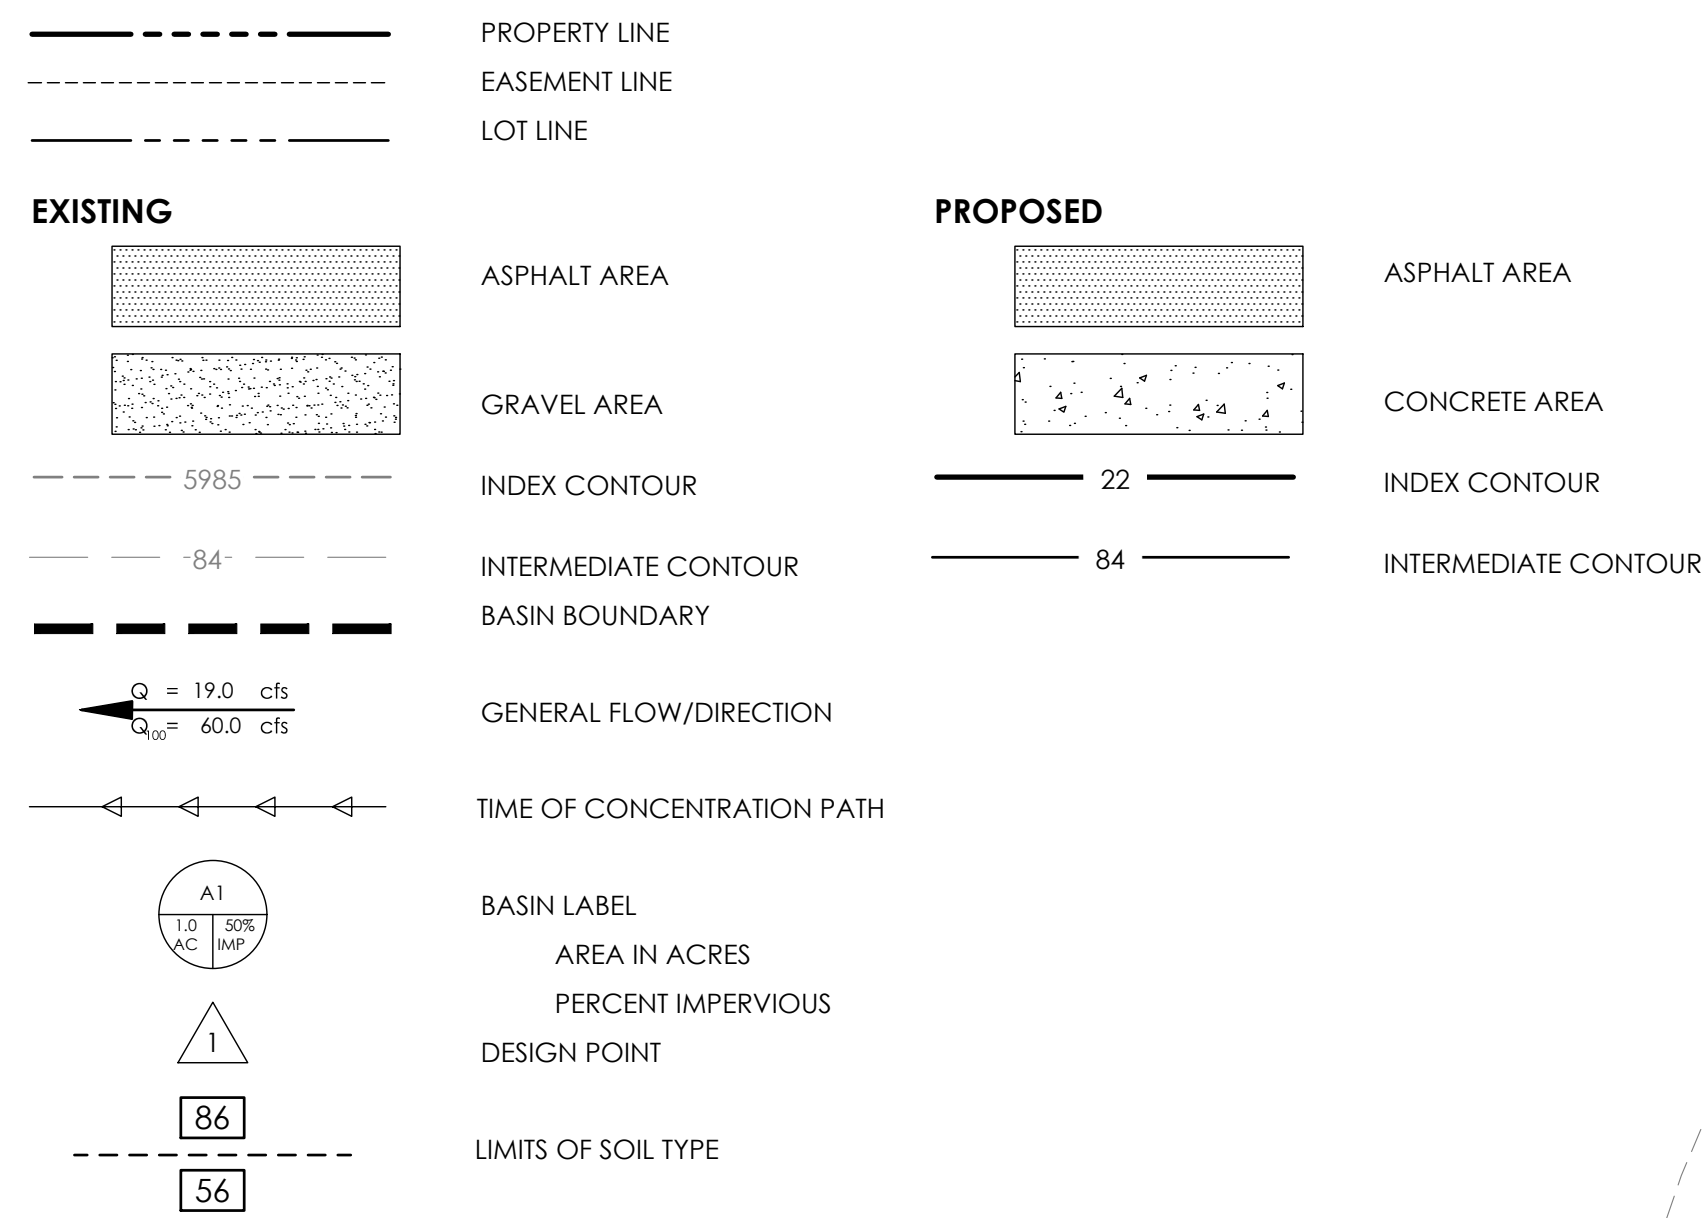 PROPERTY LINE
EASEMENT LINE
LOT LINE
EXISTING
ASPHALT AREA
GRAVEL AREA
5985 INDEX CONTOUR
-84- INTERMEDIATE CONTOUR
BASIN BOUNDARY
Q = 19.0 cfs
Q100= 60.0 cfs
GENERAL FLOW/DIRECTION
TIME OF CONCENTRATION PATH
A1
1.0 50%
AC IMP
BASIN LABEL
AREA IN ACRES
PERCENT IMPERVIOUS
1 DESIGN POINT
86
LIMITS OF SOIL TYPE
56
PROPOSED
ASPHALT AREA
CONCRETE AREA
22 INDEX CONTOUR
84 INTERMEDIATE CONTOUR